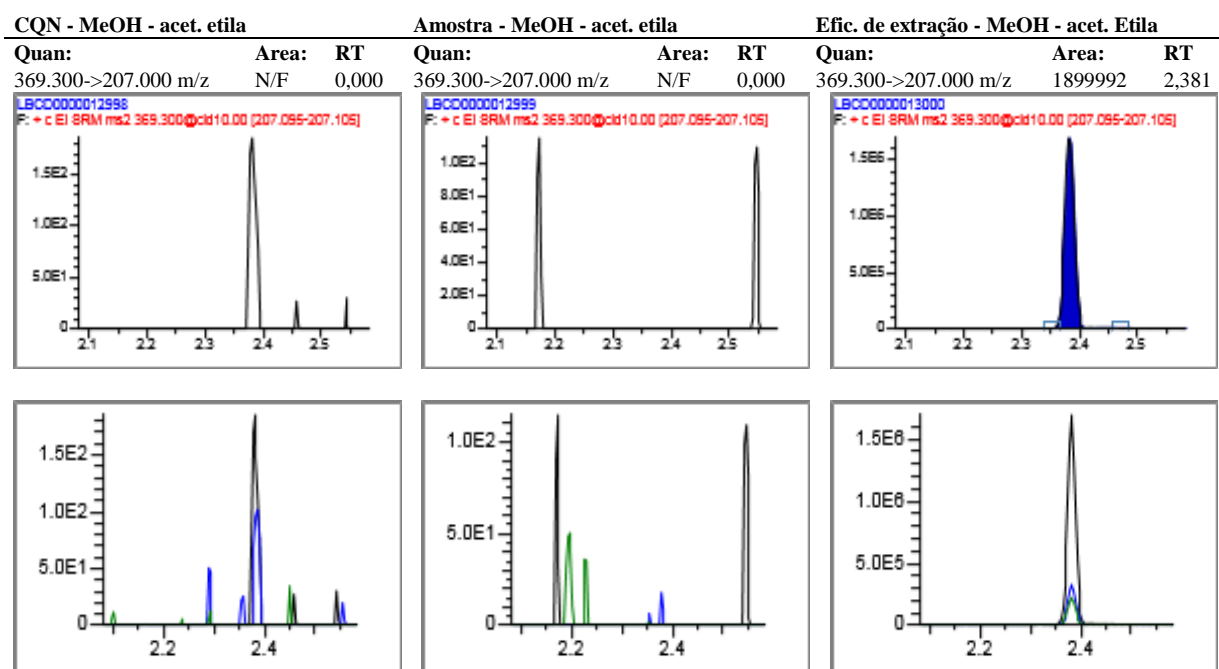 CQN - MeOH - acet. etila
Quan: Area: RT
369.300->207.000 m/z N/F 0,000
LBCD0000012998
F: + c EI SRM ms2 369.300@cid10.00 [207.095-207.105]
1.5E2
1.0E2
5.0E1
0
2.1 2.2 2.3 2.4 2.5
1.5E2
1.0E2
5.0E1
0
2.2 2.4
Amostra - MeOH - acet. etila
Quan: Area: RT
369.300->207.000 m/z N/F 0,000
LBCD0000012999
F: + c EI SRM ms2 369.300@cid10.00 [207.095-207.105]
1.0E2
8.0E1
6.0E1
4.0E1
2.0E1
0
2.1 2.2 2.3 2.4 2.5
1.0E2
5.0E1
0
2.2 2.4
Efic. de extração - MeOH - acet. Etila
Quan: Area: RT
369.300->207.000 m/z 1899992 2,381
LBCD0000013000
F: + c EI SRM ms2 369.300@cid10.00 [207.095-207.105]
1.5E6
1.0E6
5.0E5
0
2.1 2.2 2.3 2.4 2.5
1.5E6
1.0E6
5.0E5
0
2.2 2.4